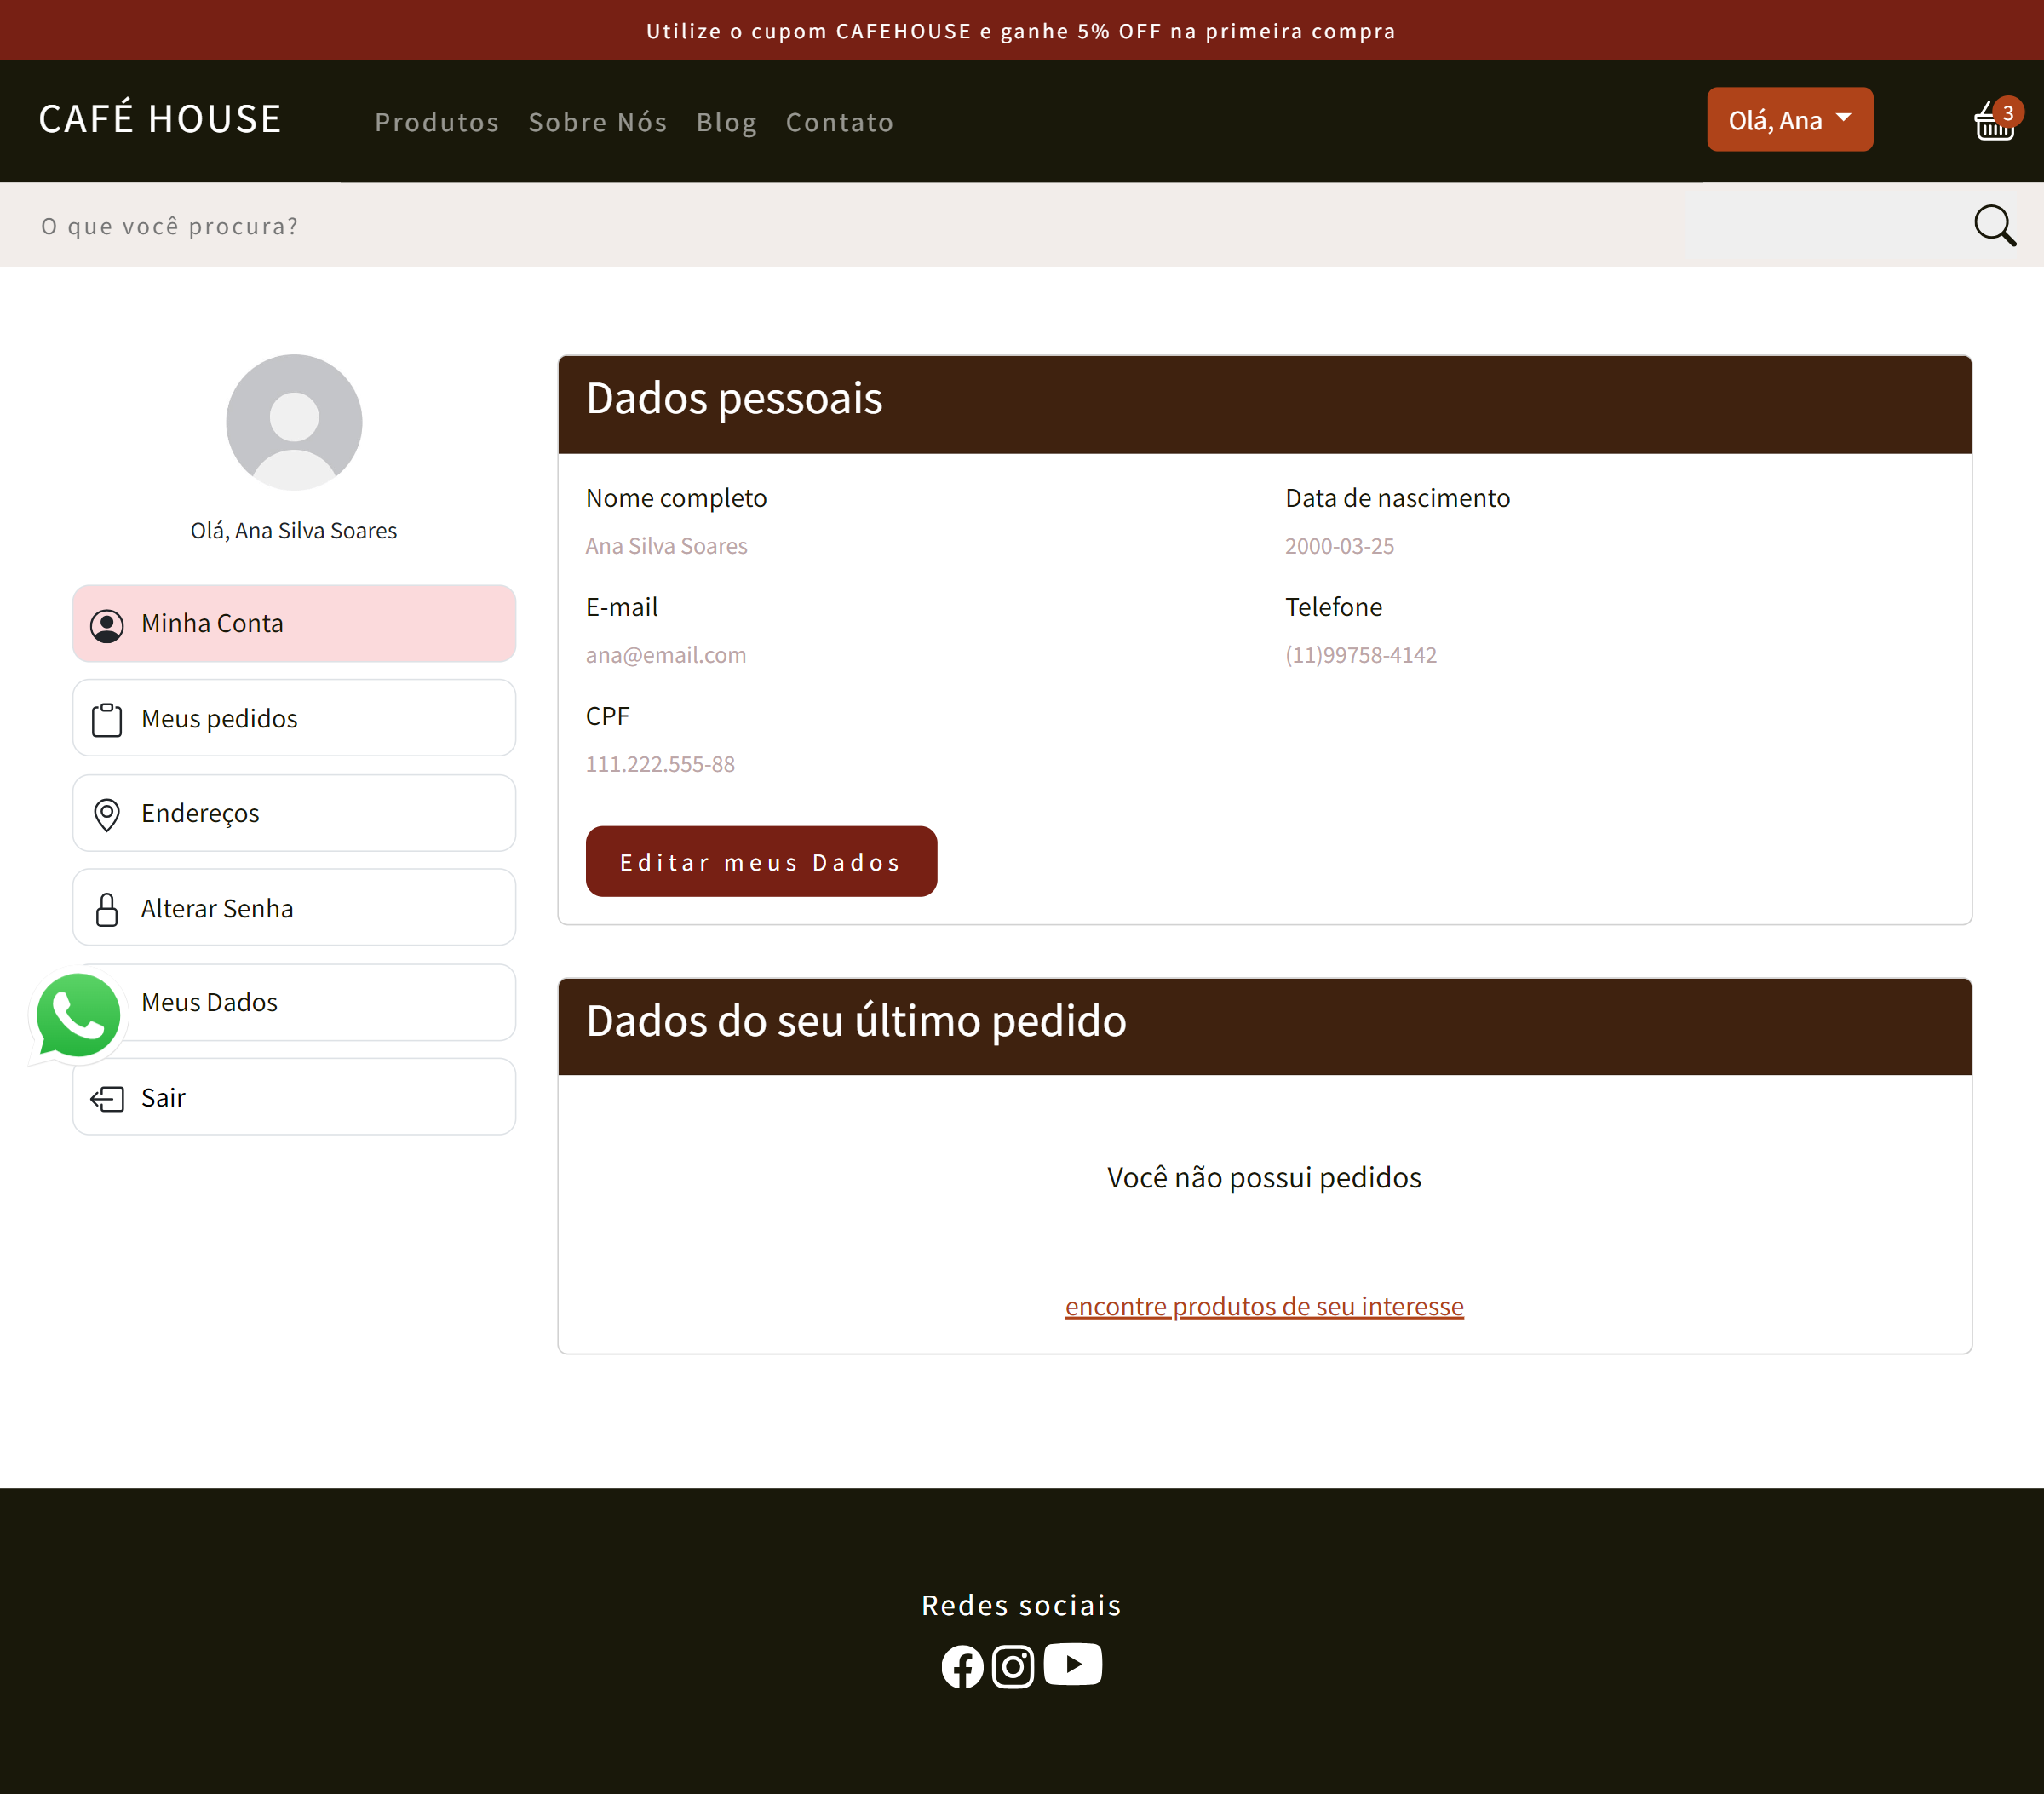 Utilize o cupom CAFEHOUSE e ganhe 5% OFF na primeira compra
CAFÉ HOUSE
Produtos
Sobre Nós
Blog
Contato
Olá, Ana
3
O que você procura?
Olá, Ana Silva Soares
Minha Conta
Meus pedidos
Endereços
Alterar Senha
Meus Dados
Sair
Dados pessoais
Nome completo
Ana Silva Soares
Data de nascimento
2000-03-25
E-mail
ana@email.com
Telefone
(11)99758-4142
CPF
111.222.555-88
Editar meus Dados
Dados do seu último pedido
Você não possui pedidos
encontre produtos de seu interesse
Redes sociais